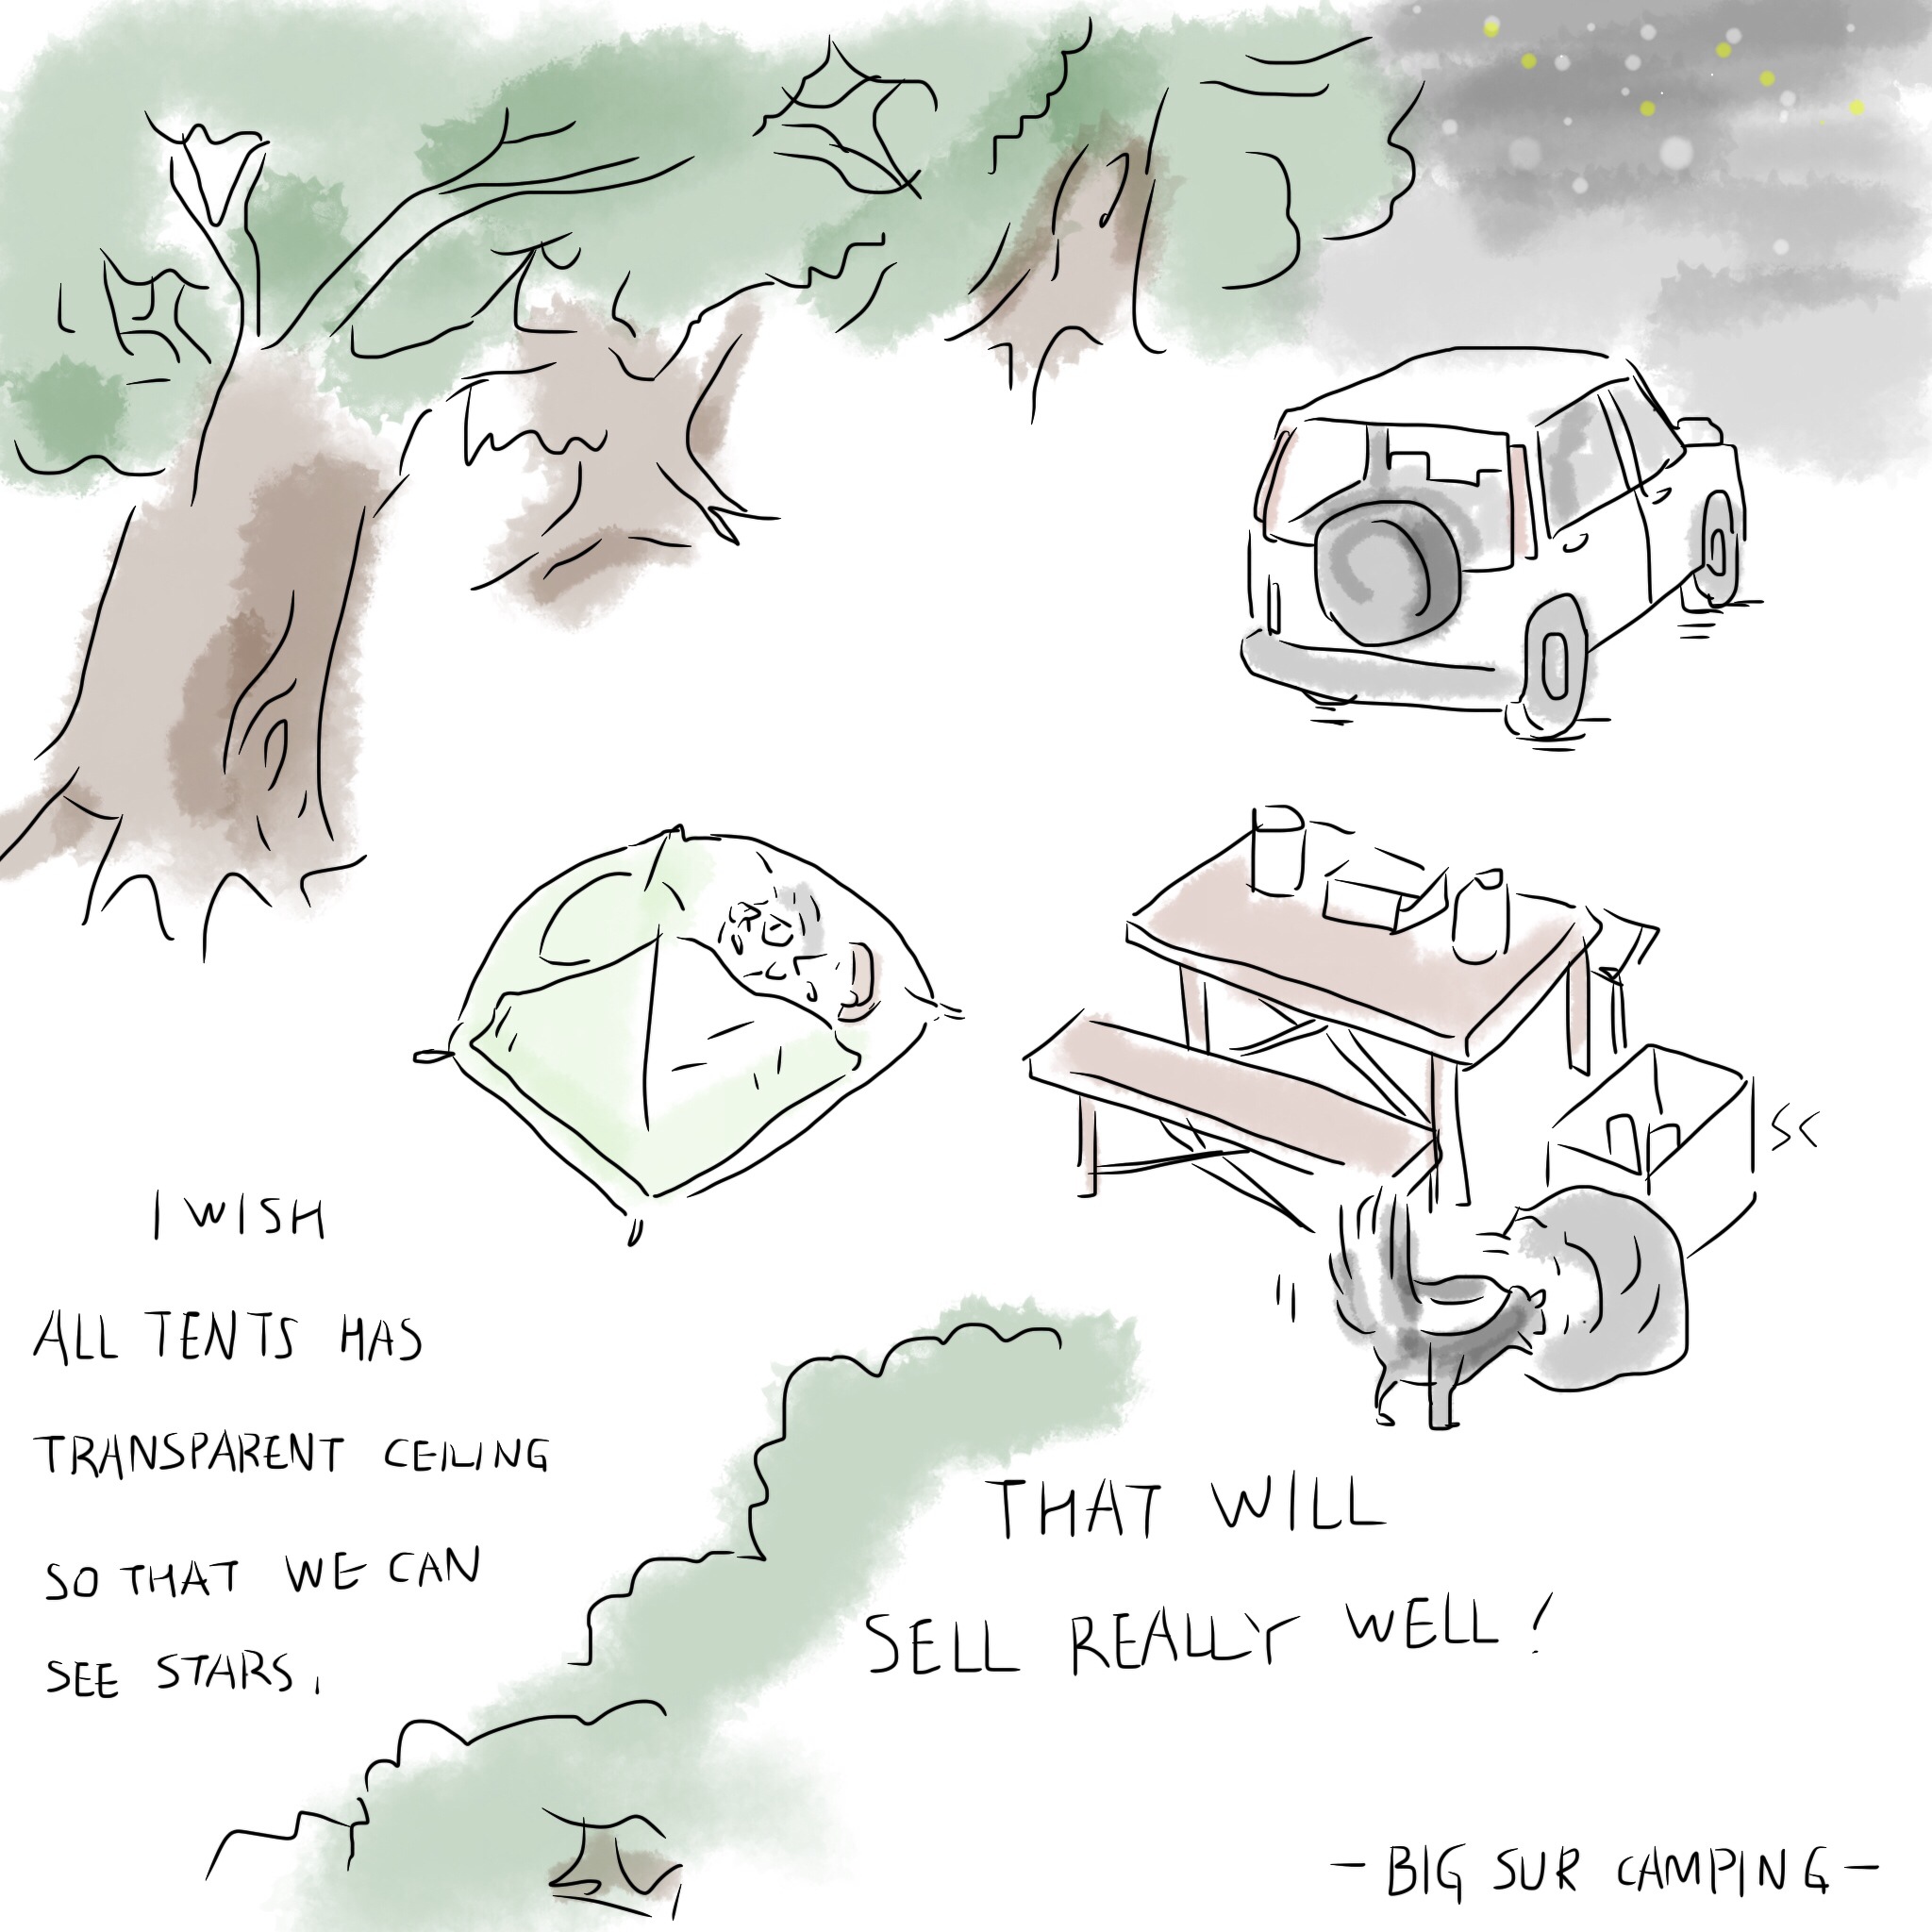 I WISH
ALL TENTS HAS
TRANSPARENT CEILING
SO THAT WE CAN
SEE STARS,
THAT WILL
SELL REALLY WELL!
- BIG SUR CAMPING -